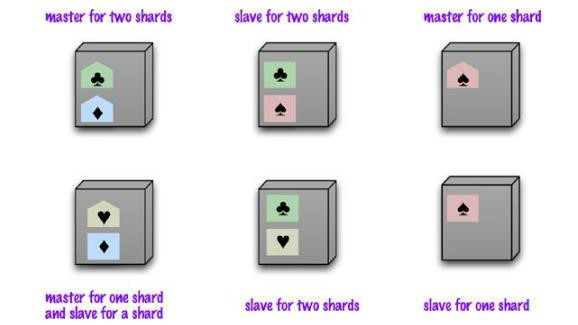 master for two shards
slave for two shards
master for one shard
master for one shard
and slave for a shard
slave for two shards
slave for one shard